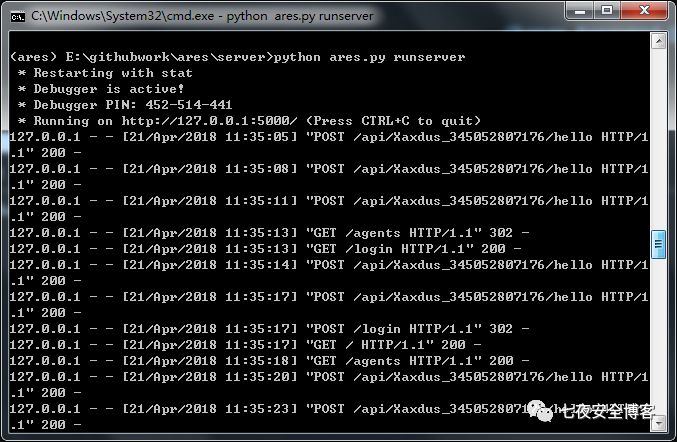 C:\Windows\System32\cmd.exe - python  ares.py runserver
(ares) E:\githubwork\ares\server>python ares.py runserver
 * Restarting with stat
 * Debugger is active!
 * Debugger PIN: 452-514-441
 * Running on http://127.0.0.1:5000/ (Press CTRL+C to quit)
127.0.0.1 - - [21/Apr/2018 11:35:05] "POST /api/Xaxdus_345052807176/hello HTTP/1
.1" 200 -
127.0.0.1 - - [21/Apr/2018 11:35:08] "POST /api/Xaxdus_345052807176/hello HTTP/1
.1" 200 -
127.0.0.1 - - [21/Apr/2018 11:35:11] "POST /api/Xaxdus_345052807176/hello HTTP/1
.1" 200 -
127.0.0.1 - - [21/Apr/2018 11:35:13] "GET /agents HTTP/1.1" 302 -
127.0.0.1 - - [21/Apr/2018 11:35:13] "GET /login HTTP/1.1" 200 -
127.0.0.1 - - [21/Apr/2018 11:35:14] "POST /api/Xaxdus_345052807176/hello HTTP/1
.1" 200 -
127.0.0.1 - - [21/Apr/2018 11:35:17] "POST /api/Xaxdus_345052807176/hello HTTP/1
.1" 200 -
127.0.0.1 - - [21/Apr/2018 11:35:17] "POST /login HTTP/1.1" 302 -
127.0.0.1 - - [21/Apr/2018 11:35:17] "GET / HTTP/1.1" 200 -
127.0.0.1 - - [21/Apr/2018 11:35:18] "GET /agents HTTP/1.1" 200 -
127.0.0.1 - - [21/Apr/2018 11:35:20] "POST /api/Xaxdus_345052807176/hello HTTP/1
.1" 200 -
127.0.0.1 - - [21/Apr/2018 11:35:23] "POST /api/Xaxdus_345052807176/
.1" 200 -
七夜安全博客